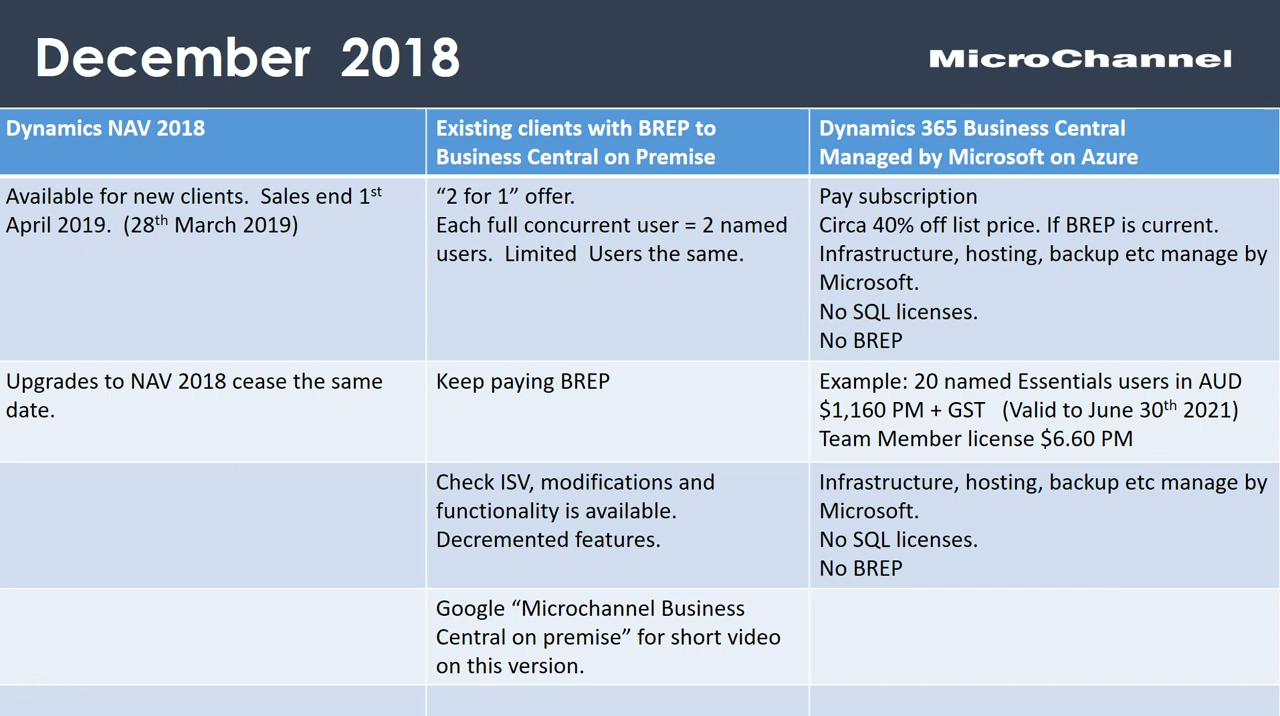 December 2018
MicroChannel
Dynamics NAV 2018
Existing clients with BREP to
Business Central on Premise
Dynamics 365 Business Central
Managed by Microsoft on Azure
Available for new clients. Sales end 1st
April 2019. (28th March 2019)
“2 for 1” offer.
Each full concurrent user = 2 named
users. Limited Users the same.
Pay subscription
Circa 40% off list price. If BREP is current.
Infrastructure, hosting, backup etc manage by
Microsoft.
No SQL licenses.
No BREP
Upgrades to NAV 2018 cease the same
date.
Keep paying BREP
Example: 20 named Essentials users in AUD
$1,160 PM + GST (Valid to June 30th 2021)
Team Member license $6.60 PM
Check ISV, modifications and
functionality is available.
Decremented features.
Infrastructure, hosting, backup etc manage by
Microsoft.
No SQL licenses.
No BREP
Google “Microchannel Business
Central on premise” for short video
on this version.